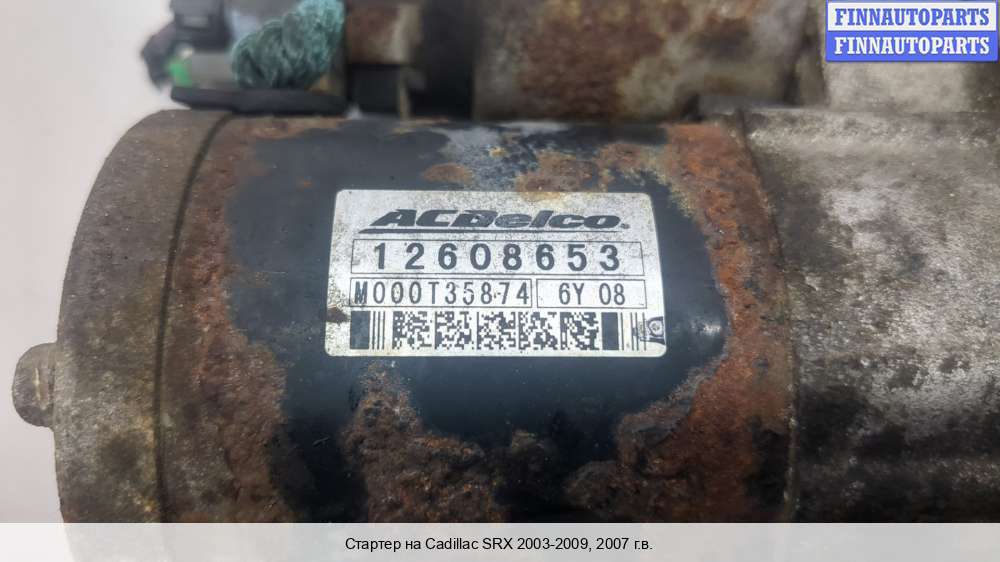 FINNAUTOPARTS
FINNAUTOPARTS
ACDelco.
12608653
M000T35874 6Y 08
Стартер на Cadillac SRX 2003-2009, 2007 г.в.